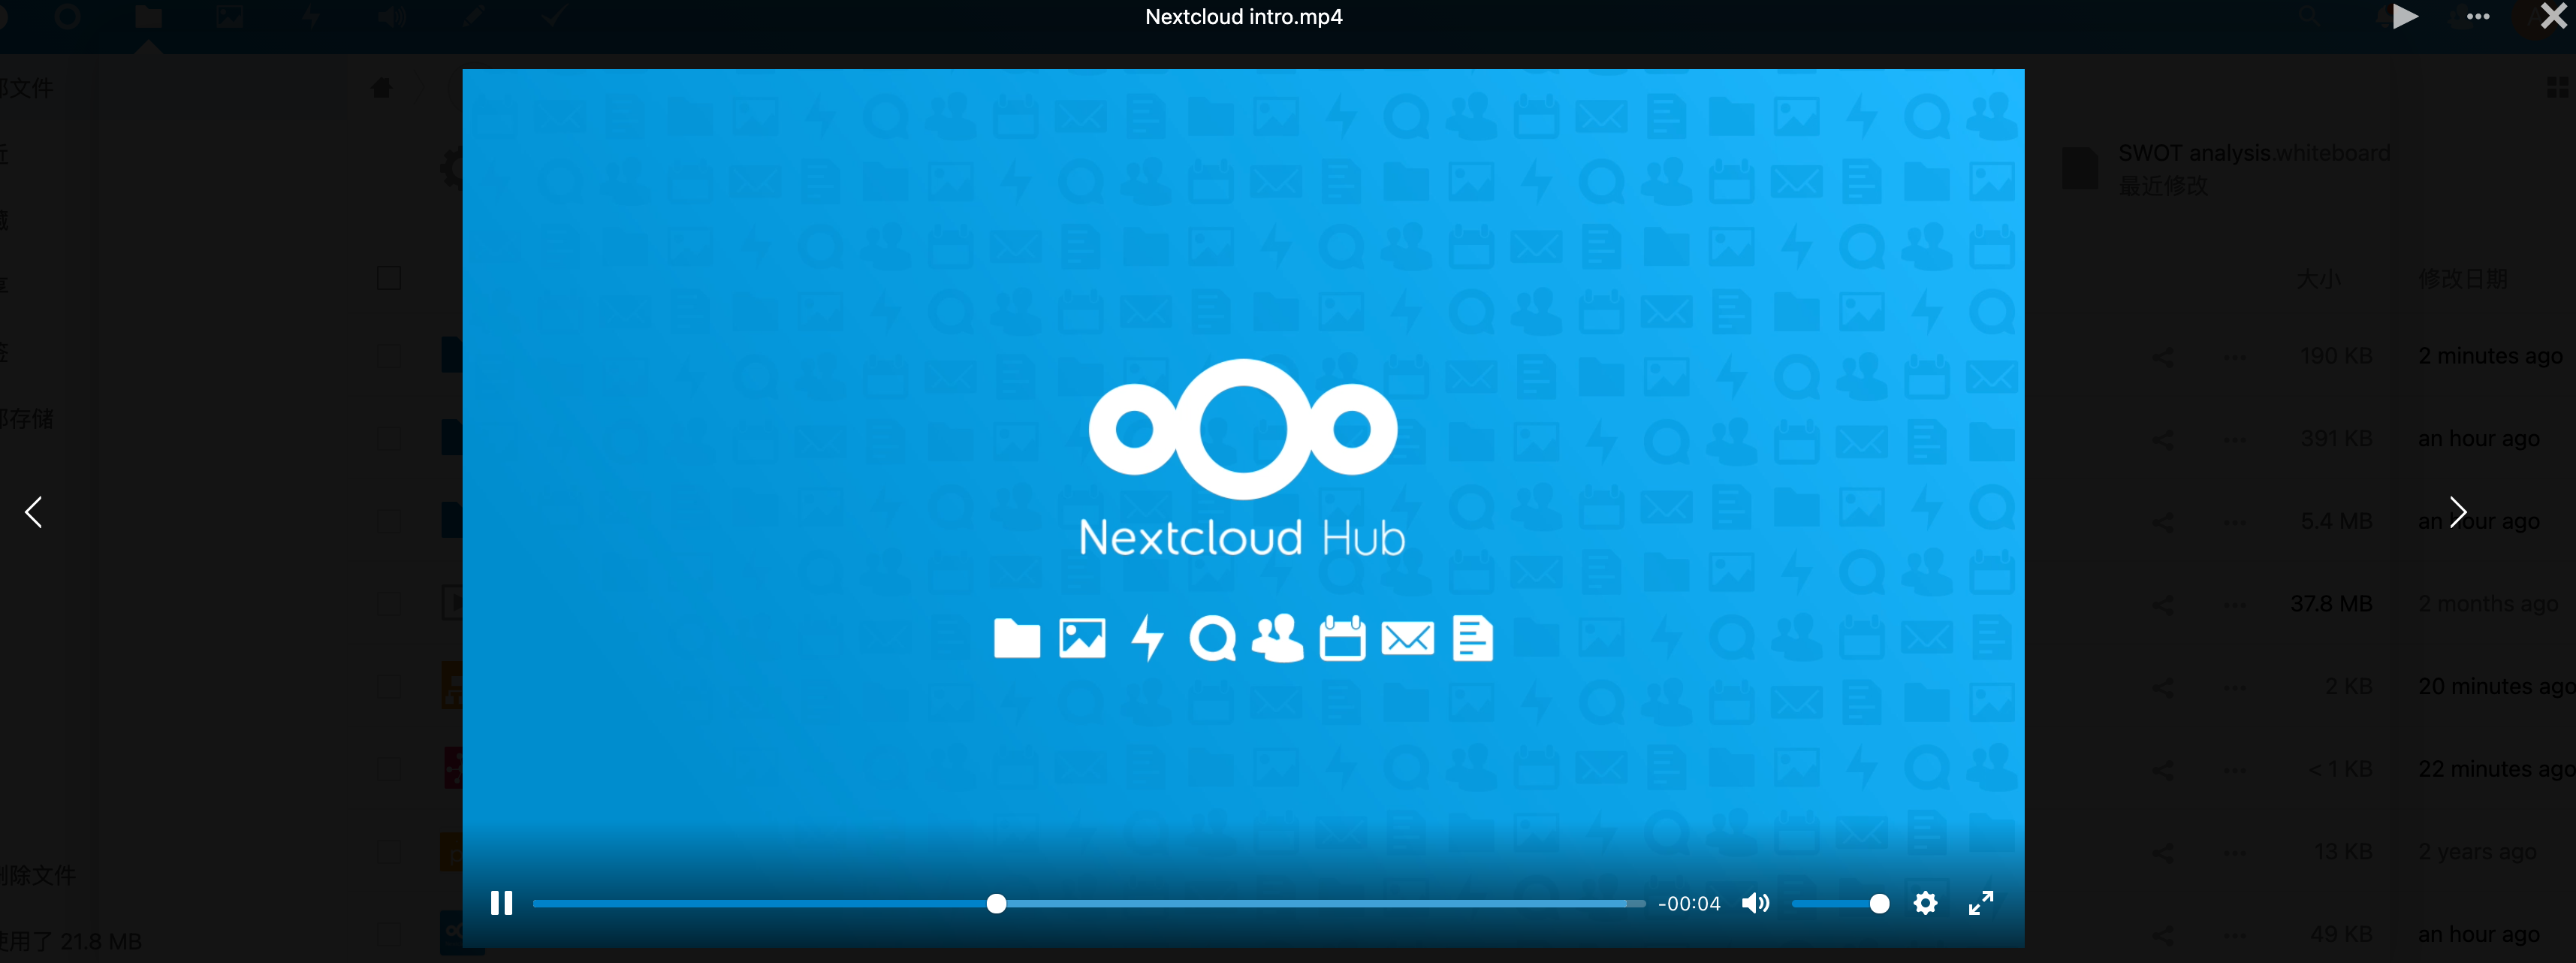 Nextcloud intro.mp4
部文件
SWOT analysis.whiteboard
最近修改
大小
修改日期
190 KB
2 minutes ago
Nextcloud Hub
部存储
391 KB
an hour ago
5.4 MB
an hour ago
37.8 MB
2 months ago
2 KB
20 minutes ago
< 1 KB
22 minutes ago
13 KB
2 years ago
删除文件
-00:04
使用了 21.8 MB
49 KB
an hour ago